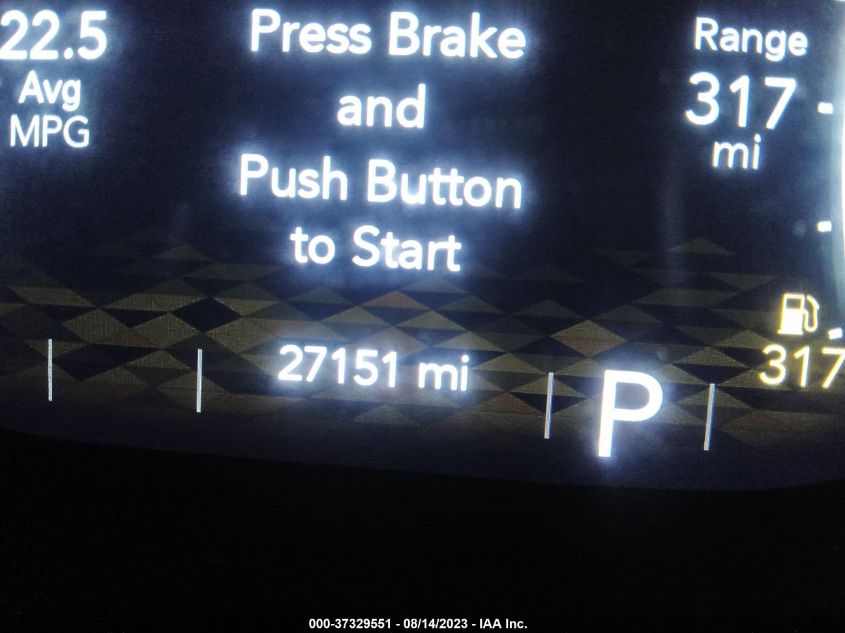 22.5
Avg
MPG
Press Brake
and
Push Button
to Start
Range
317
mi
27151 mi
P
317
000-37329551 - 08/14/2023 - IAA Inc.